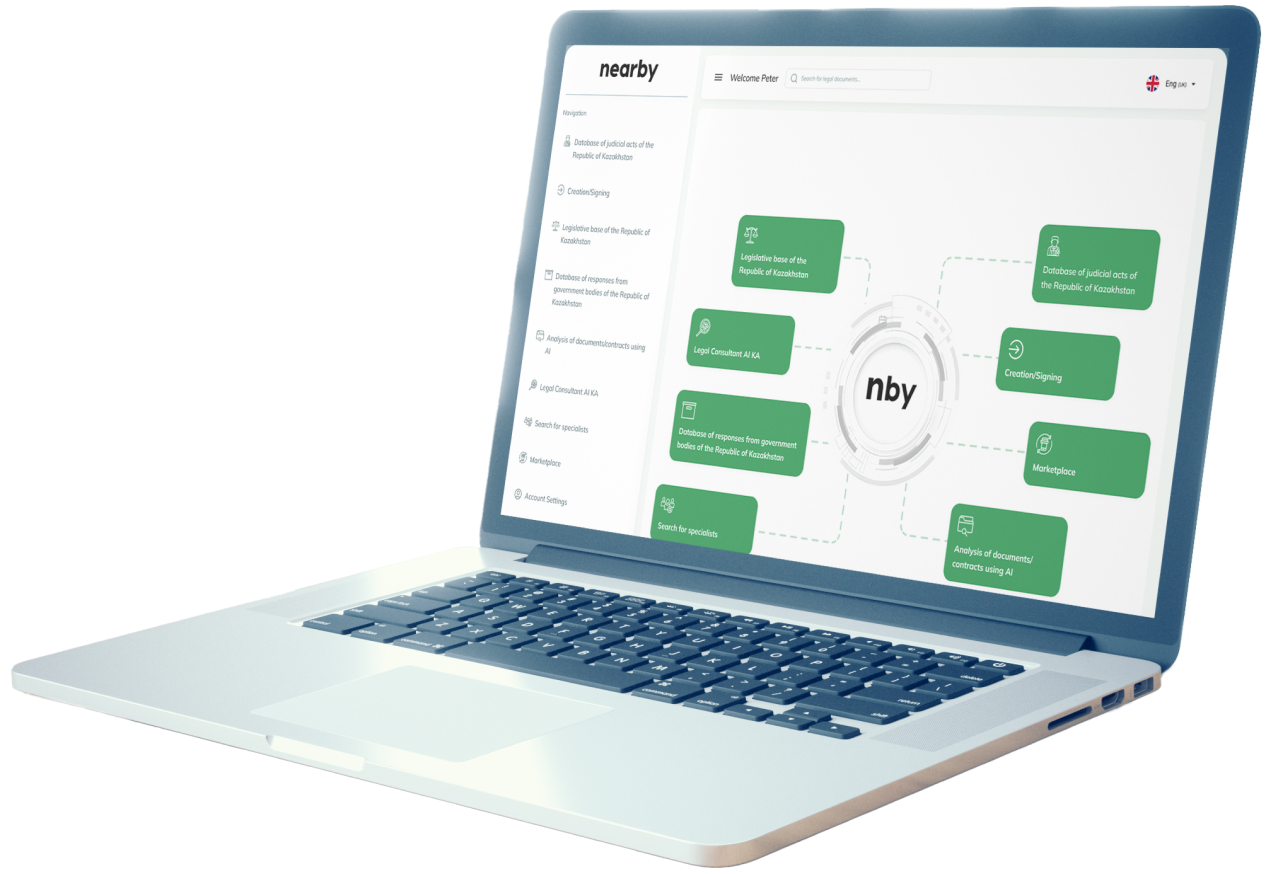 nearby
Welcome Peter
Search for legal documents...
Eng (UK)
Navigation
Database of judicial acts of the
Republic of Kazakhstan
Creation/Signing
Legislative base of the Republic of
Kazakhstan
Database of responses from
government bodies of the Republic of
Kazakhstan
Analysis of documents/contracts using
AI
Legal Consultant AI KA
Search for specialists
Marketplace
Account Settings
Legislative base of the
Republic of Kazakhstan
Legal Consultant AI KA
Database of responses from government
bodies of the Republic of Kazakhstan
Search for specialists
nby
Database of judicial acts of
the Republic of Kazakhstan
Creation/Signing
Marketplace
Analysis of documents/
contracts using AI
Q W E R T Y U I O P
A S D F G H J K L
Z X C V B N M
command
option
return
shift